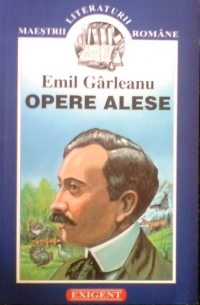 MAEȘTRII LITERATURII ROMÂNE
Emil Gârleanu
OPERE ALESE
EXIGENT